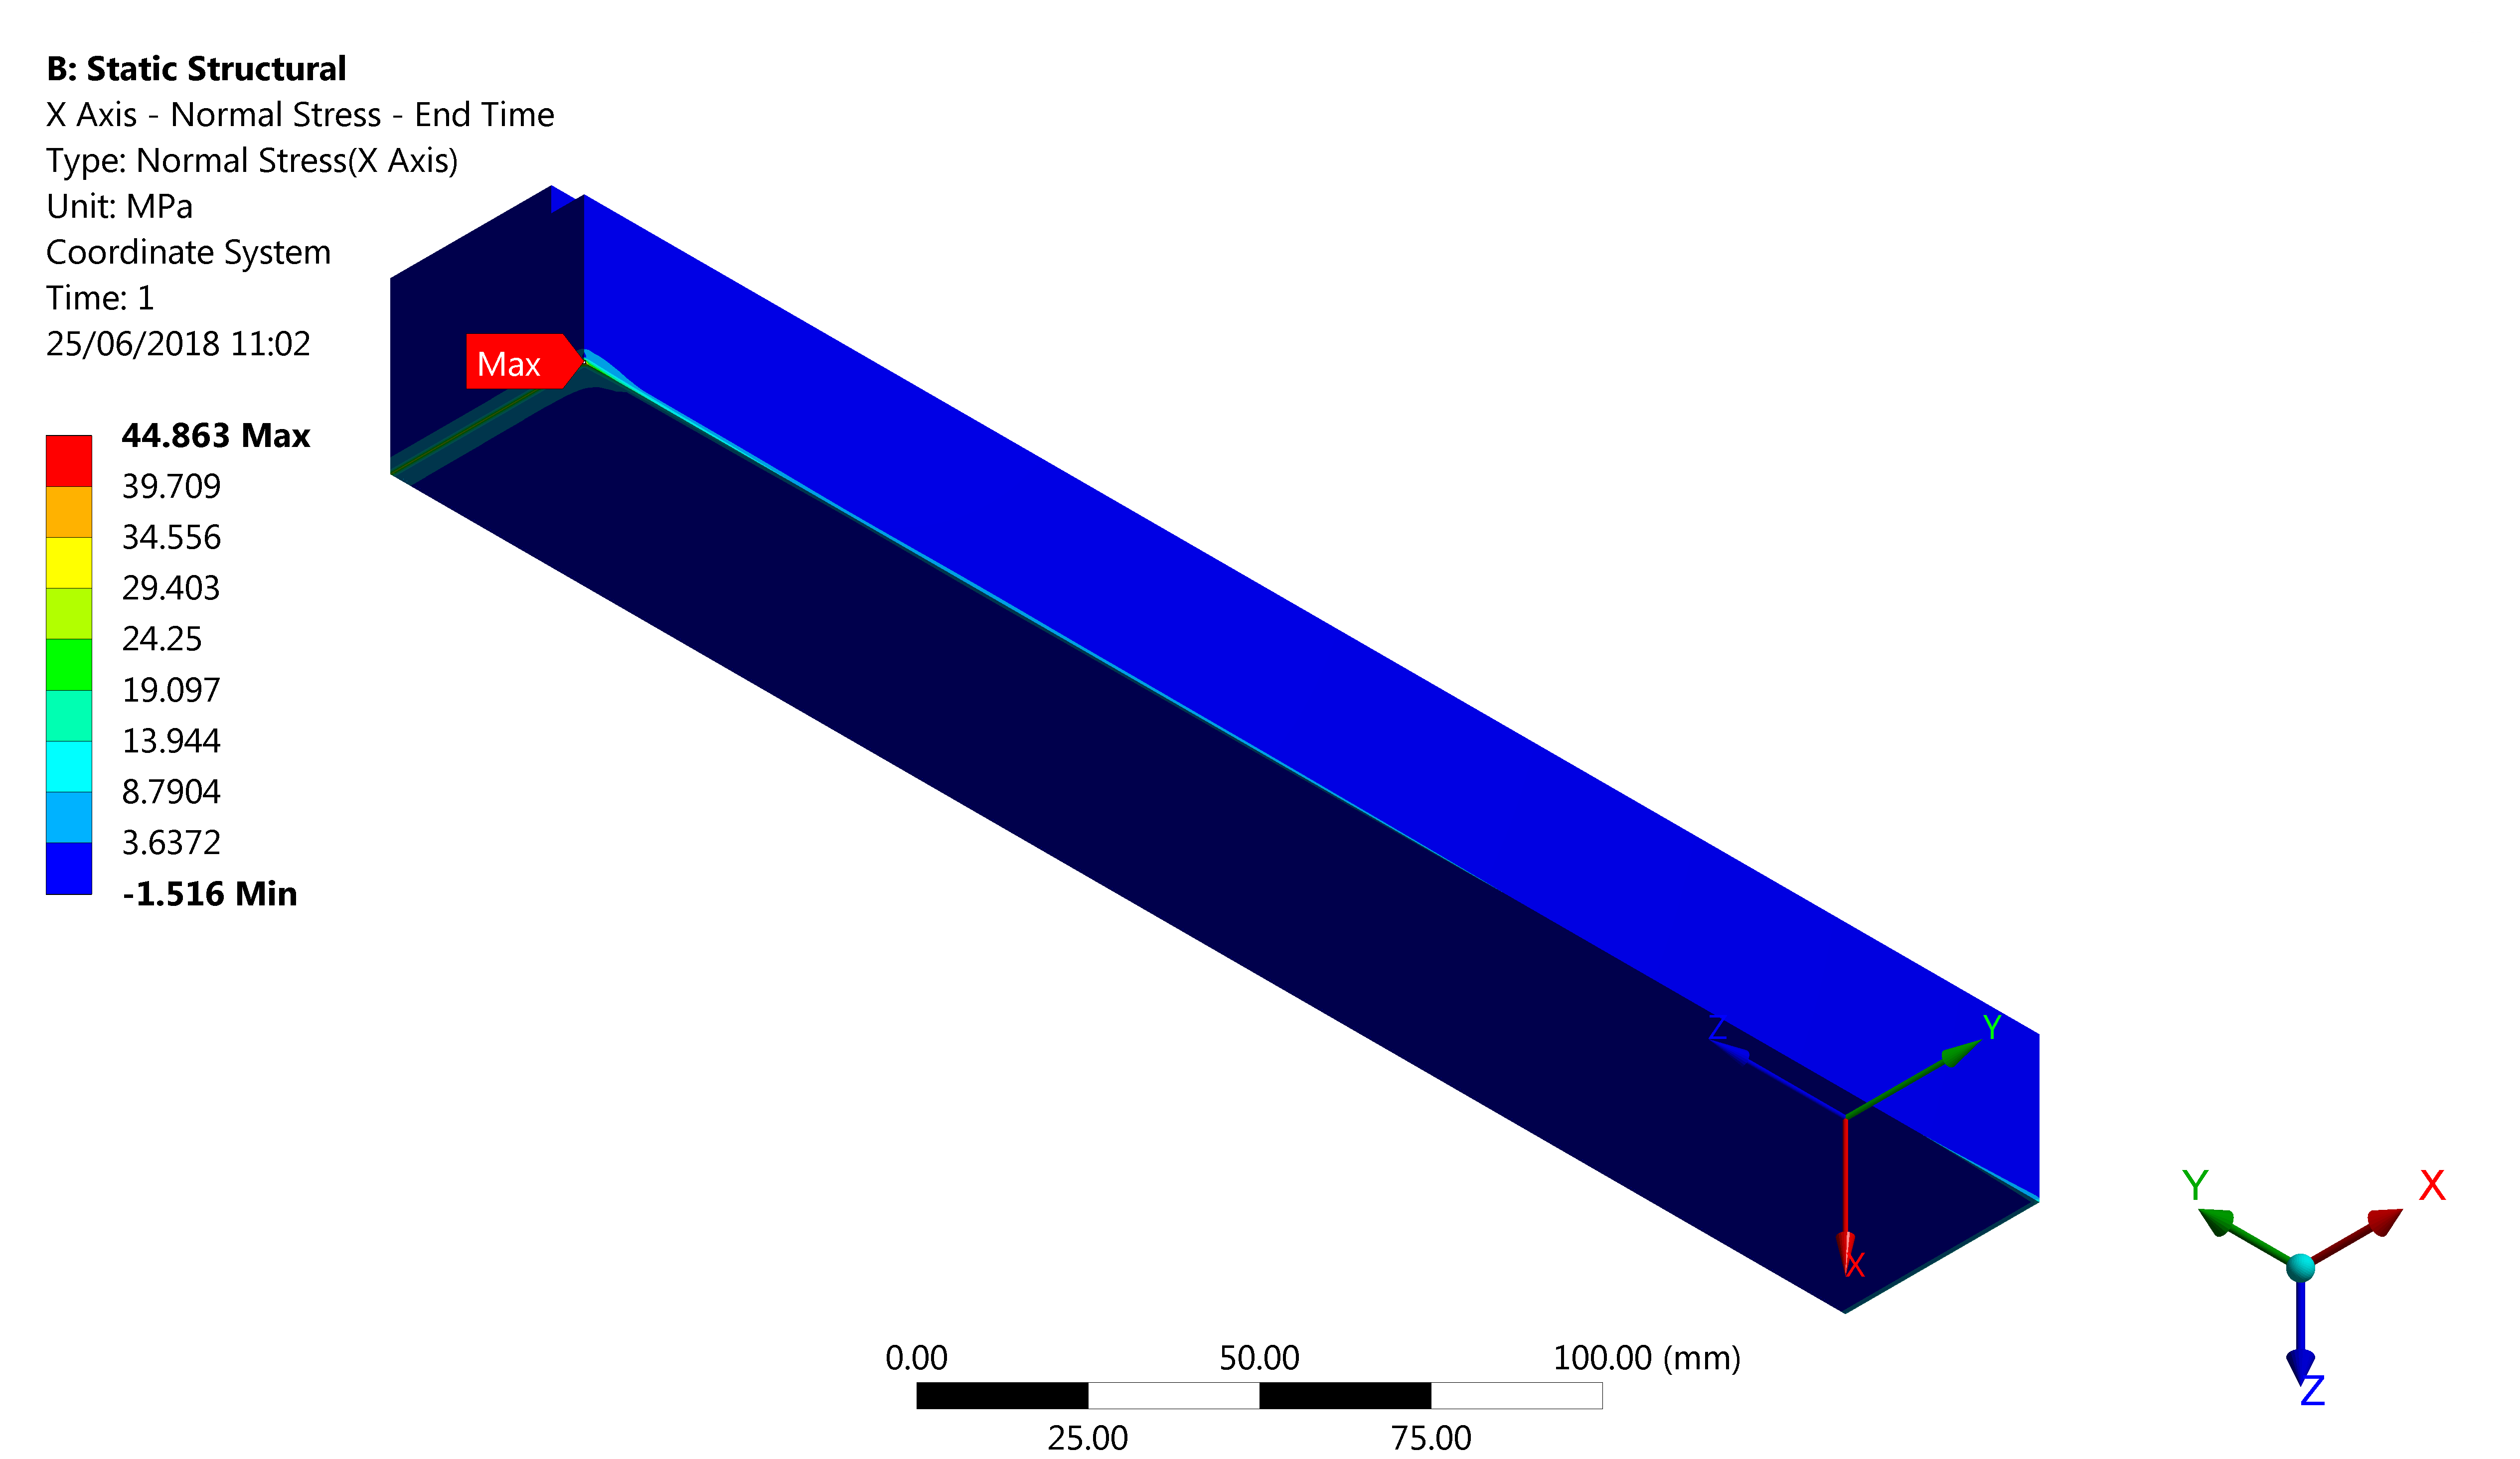 B: Static Structural
X Axis - Normal Stress - End Time
Type: Normal Stress(X Axis)
Unit: MPa
Coordinate System
Time: 1
25/06/2018 11:02
Max
44.863 Max
39.709
34.556
29.403
24.25
19.097
13.944
8.7904
3.6372
-1.516 Min
Z
Y
X
Y
X
Z
0.00
50.00
100.00 (mm)
25.00
75.00